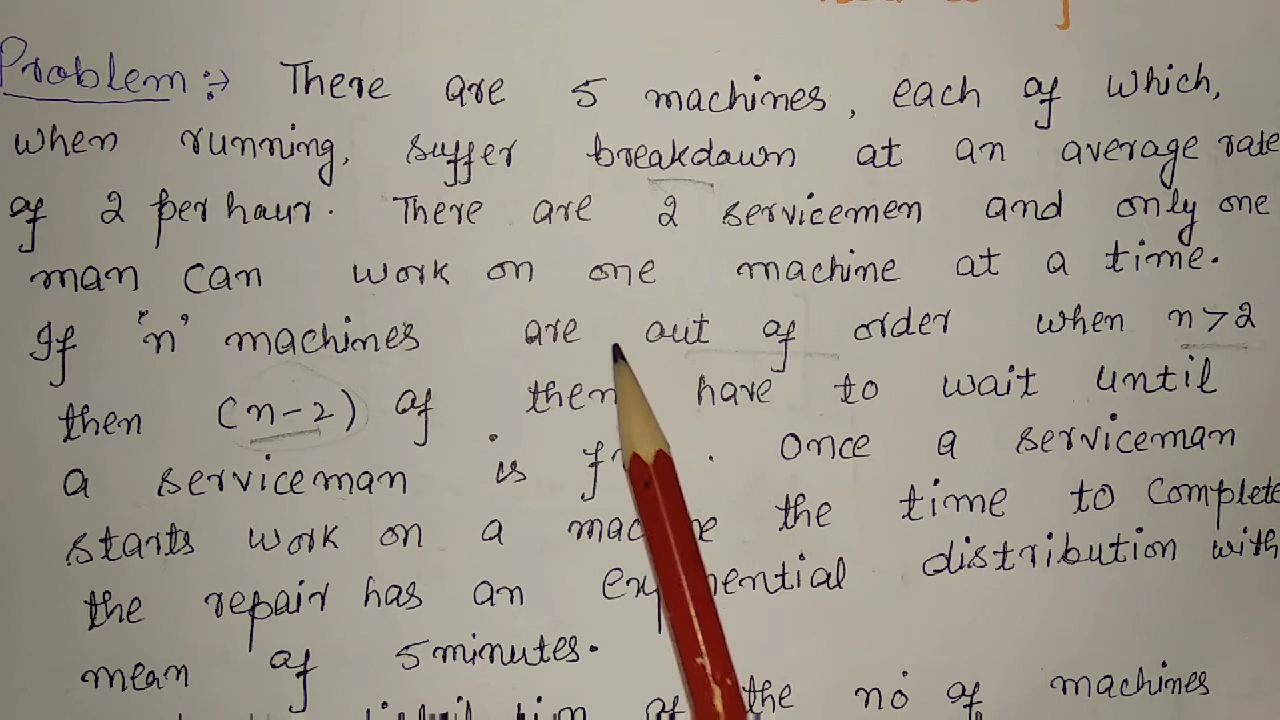 Problem :→ There are 5 machines, each of which,
when running, suffer breakdown at an average rate
of 2 per hour. There are 2 servicemen and only one
man can work on one machine at a time.
If 'n' machines are out of order when n > 2
then (n-2) of them have to wait until
a serviceman is . Once a serviceman
starts work on a the time to complete
the repair has an distribution with
mean of 5 minutes.
of the no of machines